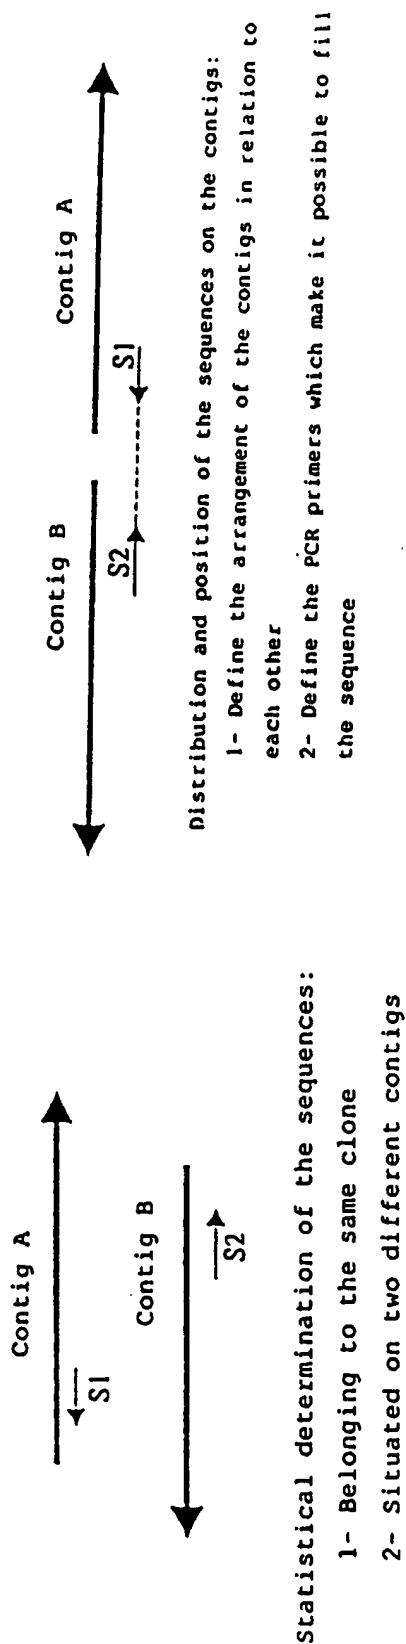 Contig A
S1
Contig B
S2
Statistical determination of the sequences:
1- Belonging to the same clone
2- Situated on two different contigs
Contig B
Contig A
S2
S1
Distribution and position of the sequences on the contigs:
1- Define the arrangement of the contigs in relation to
each other
2- Define the PCR primers which make it possible to fill
the sequence